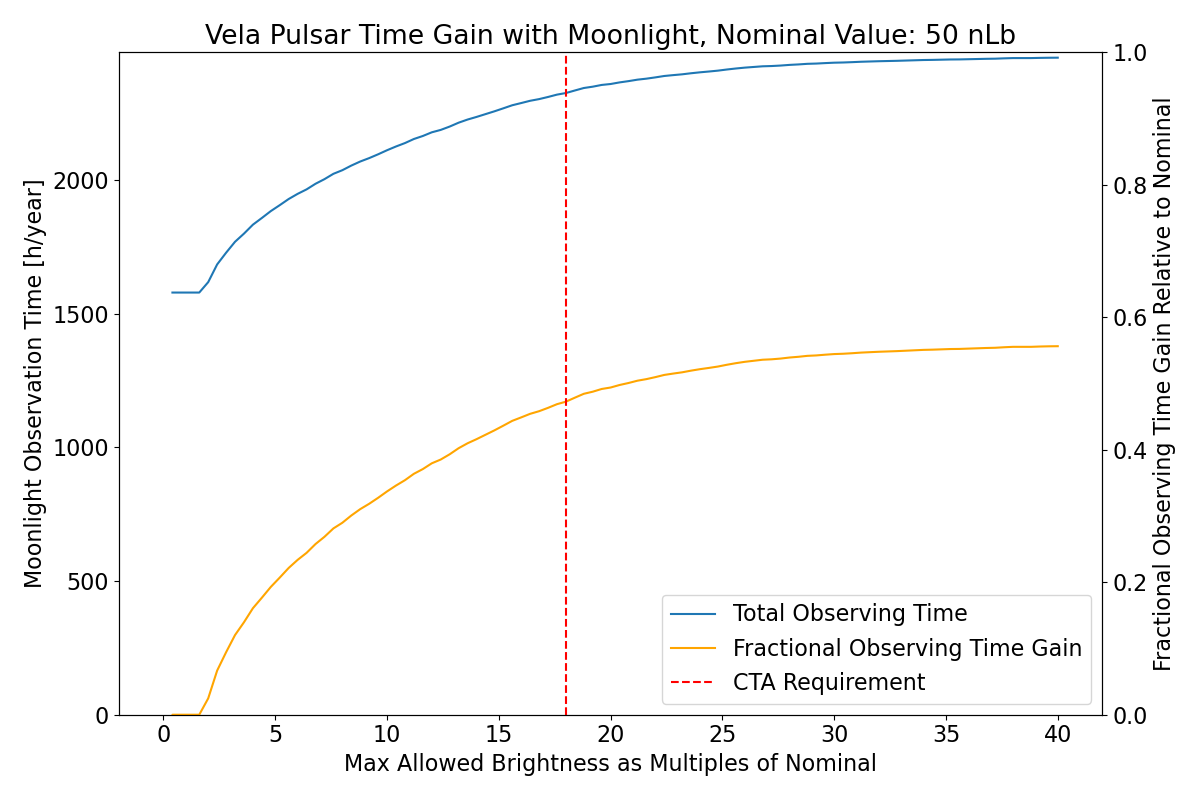 Vela Pulsar Time Gain with Moonlight, Nominal Value: 50 nLb
Moonlight Observation Time [h/year]
2000
1500
1000
500
0
1.0
0.8
0.6
0.4
0.2
0.0
Fractional Observing Time Gain Relative to Nominal
Total Observing Time
Fractional Observing Time Gain
CTA Requirement
0 5 10 15 20 25 30 35 40
Max Allowed Brightness as Multiples of Nominal